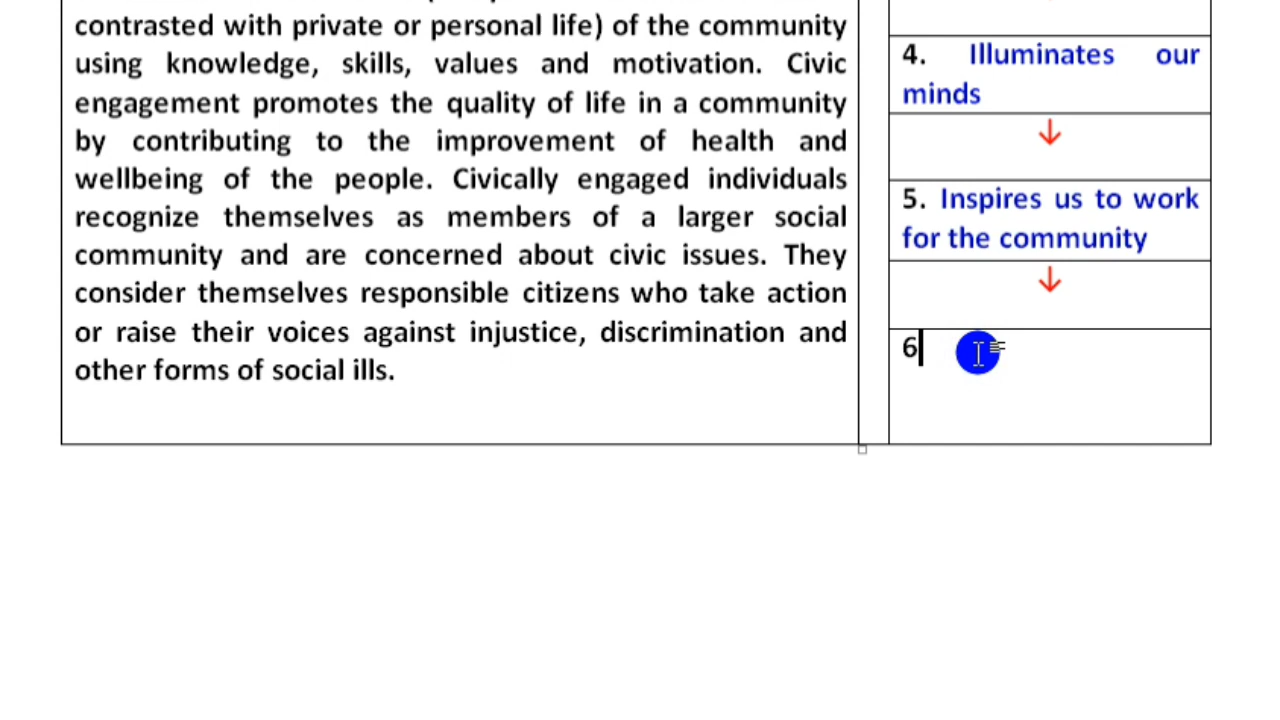 contrasted with private or personal life) of the community
using knowledge, skills, values and motivation. Civic
engagement promotes the quality of life in a community
by contributing to the improvement of health and
wellbeing of the people. Civically engaged individuals
recognize themselves as members of a larger social
community and are concerned about civic issues. They
consider themselves responsible citizens who take action
or raise their voices against injustice, discrimination and
other forms of social ills.
4. Illuminates our
minds
↓
5. Inspires us to work
for the community
↓
6